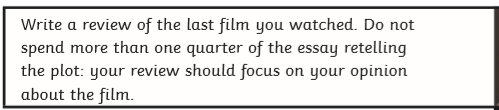 Write a review of the last film you watched. Do not
spend more than one quarter of the essay retelling
the plot: your review should focus on your opinion
about the film.